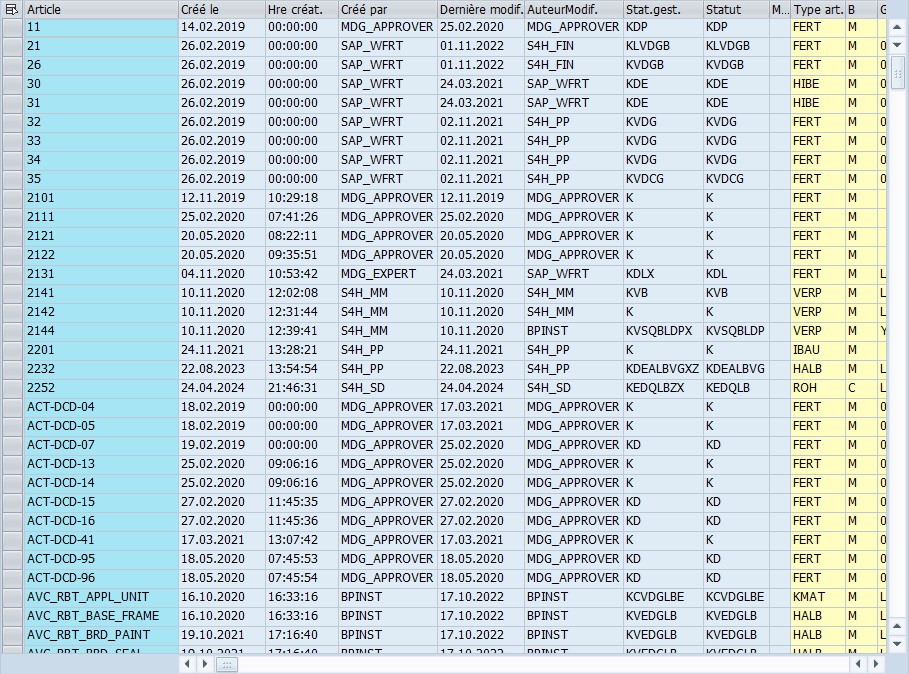 Article Créé le Hre créat. Créé par Dernière modif. AuteurModif. Stat.gest. Statut M... Type art. B G
11 14.02.2019 00:00:00 MDG_APPROVER 25.02.2020 MDG_APPROVER KDP KDP FERT M
21 26.02.2019 00:00:00 SAP_WFRT 01.11.2022 S4H_FIN KLVDGB KLVDGB FERT M 0
26 26.02.2019 00:00:00 SAP_WFRT 01.11.2022 S4H_FIN KVDGB KVDGB FERT M 0
30 26.02.2019 00:00:00 SAP_WFRT 24.03.2021 SAP_WFRT KDE KDE HIBE M 0
31 26.02.2019 00:00:00 SAP_WFRT 24.03.2021 SAP_WFRT KDE KDE HIBE M 0
32 26.02.2019 00:00:00 SAP_WFRT 02.11.2021 S4H_PP KVDG KVDG FERT M 0
33 26.02.2019 00:00:00 SAP_WFRT 02.11.2021 S4H_PP KVDG KVDG FERT M 0
34 26.02.2019 00:00:00 SAP_WFRT 02.11.2021 S4H_PP KVDG KVDG FERT M 0
35 26.02.2019 00:00:00 SAP_WFRT 02.11.2021 S4H_PP KVDCG KVDCG FERT M 0
2101 12.11.2019 10:29:18 MDG_APPROVER 12.11.2019 MDG_APPROVER K K FERT M
2111 25.02.2020 07:41:26 MDG_APPROVER 25.02.2020 MDG_APPROVER K K FERT M
2121 20.05.2020 08:22:11 MDG_APPROVER 20.05.2020 MDG_APPROVER K K FERT M
2122 20.05.2020 09:35:51 MDG_APPROVER 20.05.2020 MDG_APPROVER K K FERT M
2131 04.11.2020 10:53:42 MDG_EXPERT 24.03.2021 SAP_WFRT KDLX KDL FERT M L
2141 10.11.2020 12:02:08 S4H_MM 10.11.2020 S4H_MM KVB KVB VERP M L
2142 10.11.2020 12:31:44 S4H_MM 10.11.2020 S4H_MM K K VERP M L
2144 10.11.2020 12:39:41 S4H_MM 10.11.2020 BPINST KVSQBLDPX KVSQBLDP VERP M Y
2201 24.11.2021 13:28:21 S4H_PP 24.11.2021 S4H_PP K K IBAU M
2232 22.08.2023 13:54:54 S4H_PP 22.08.2023 S4H_PP KDEALBVGXZ KDEALBVG HALB M L
2252 24.04.2024 21:46:31 S4H_SD 24.04.2024 S4H_SD KEDQLBZX KEDQLB ROH C L
ACT-DCD-04 18.02.2019 00:00:00 MDG_APPROVER 17.03.2021 MDG_APPROVER K K FERT M 0
ACT-DCD-05 18.02.2019 00:00:00 MDG_APPROVER 17.03.2021 MDG_APPROVER K K FERT M 0
ACT-DCD-07 19.02.2019 00:00:00 MDG_APPROVER 25.02.2020 MDG_APPROVER KD KD FERT M 0
ACT-DCD-13 25.02.2020 09:06:16 MDG_APPROVER 25.02.2020 MDG_APPROVER K K FERT M 0
ACT-DCD-14 25.02.2020 09:06:16 MDG_APPROVER 25.02.2020 MDG_APPROVER K K FERT M 0
ACT-DCD-15 27.02.2020 11:45:35 MDG_APPROVER 27.02.2020 MDG_APPROVER KD KD FERT M 0
ACT-DCD-16 27.02.2020 11:45:36 MDG_APPROVER 27.02.2020 MDG_APPROVER KD KD FERT M 0
ACT-DCD-41 17.03.2021 13:07:42 MDG_APPROVER 17.03.2021 MDG_APPROVER K K FERT M 0
ACT-DCD-95 18.05.2020 07:45:53 MDG_APPROVER 18.05.2020 MDG_APPROVER KD KD FERT M 0
ACT-DCD-96 18.05.2020 07:45:54 MDG_APPROVER 18.05.2020 MDG_APPROVER KD KD FERT M 0
AVC_RBT_APPL_UNIT 16.10.2020 16:33:16 BPINST 17.10.2022 BPINST KCVDGLBE KCVDGLBE KMAT M L
AVC_RBT_BASE_FRAME 16.10.2020 16:33:16 BPINST 17.10.2022 BPINST KVEDGLB KVEDGLB HALB M L
AVC_RBT_BRD_PAINT 19.10.2021 17:16:40 BPINST 17.10.2022 BPINST KVEDGLB KVEDGLB HALB M L
AVC_RBT_BRD_SEAL 19.10.2021 17:16:40 BPINST 17.10.2022 BPINST KVEDGLB KVEDGLB HALB M L